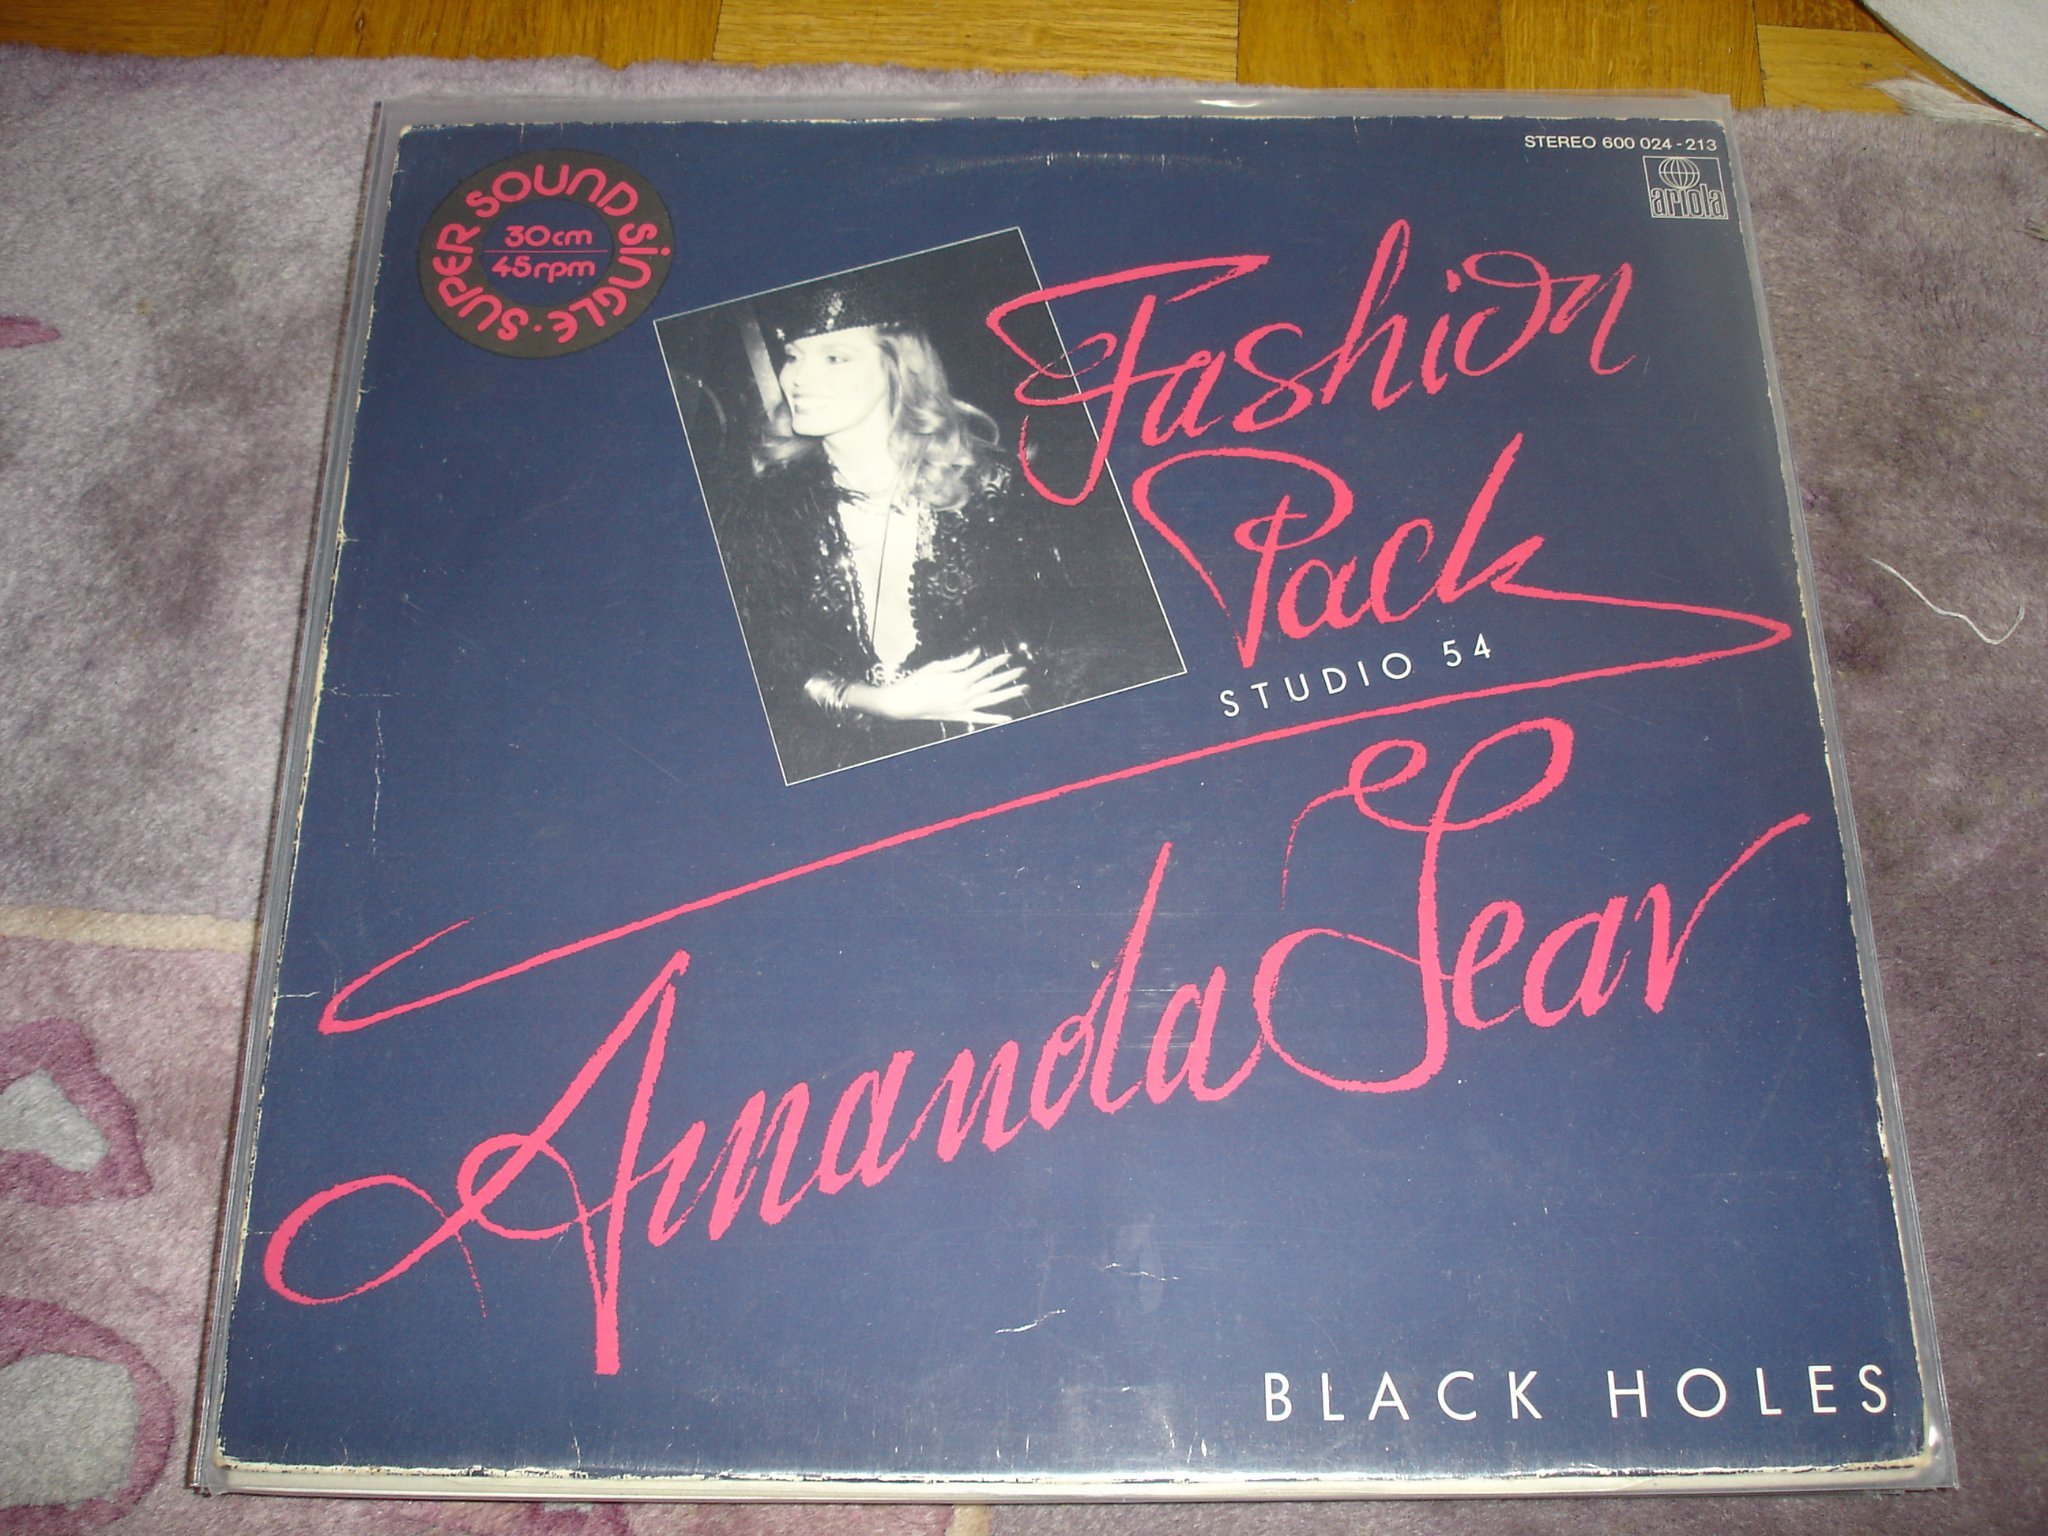 STEREO 600 024-213
ariola
SUPER SOUND SINGLE·
30cm
45rpm
Fashion
Pack
STUDIO 54
Amanda Lear
BLACK HOLES